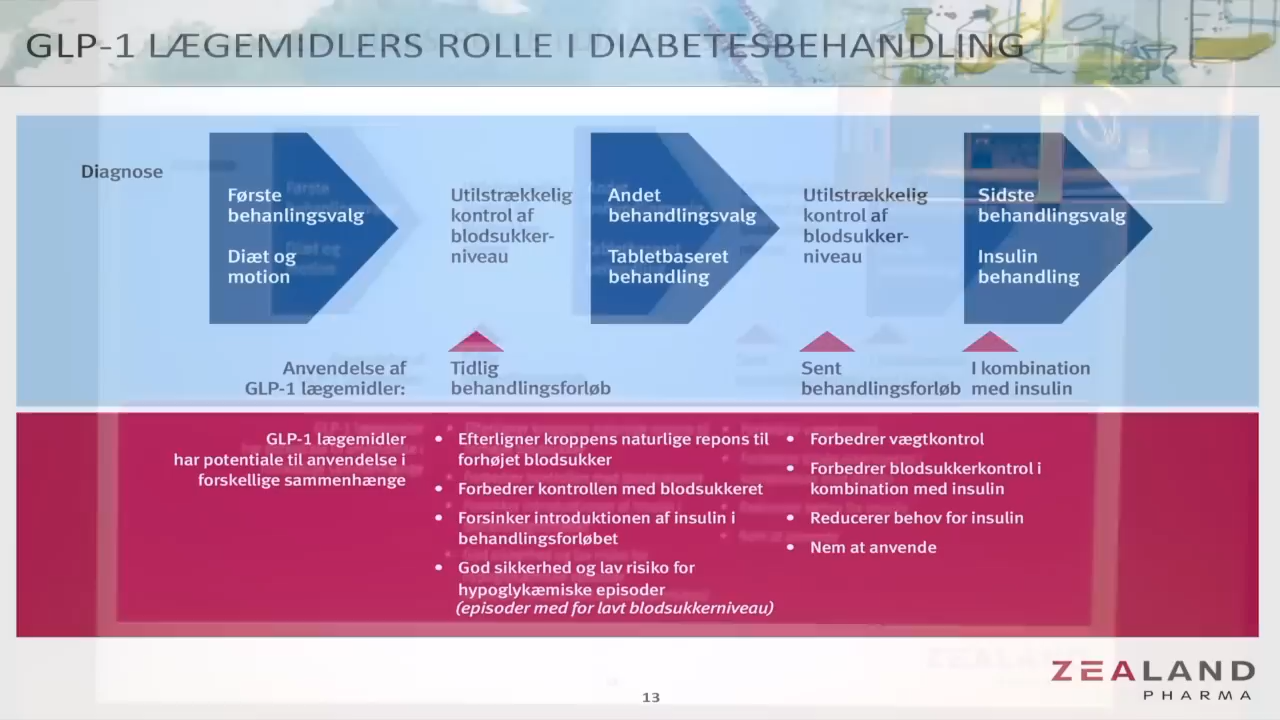 GLP-1 LÆGEMIDLERS ROLLE I DIABETESBEHANDLING
Diagnose
Første
behanlingsvalg
Diæt og
motion
Utilstrækkelig
kontrol af
blodsukker-
niveau
Andet
behandlingsvalg
Tabletbaseret
behandling
Utilstrækkelig
kontrol af
blodsukker-
niveau
Sidste
behandlingsvalg
Insulin
behandling
Anvendelse af
GLP-1 lægemidler:
Tidlig
behandlingsforløb
Sent
behandlingsforløb
I kombination
med insulin
GLP-1 lægemidler
har potentiale til anvendelse i
forskellige sammenhænge
• Efterligner kroppens naturlige repons til
forhøjet blodsukker
• Forbedrer kontrollen med blodsukkeret
• Forsinker introduktionen af insulin i
behandlingsforløbet
• God sikkerhed og lav risiko for
hypoglykæmiske episoder
(episoder med for lavt blodsukkerniveau)
• Forbedrer vægtkontrol
• Forbedrer blodsukkerkontrol i
kombination med insulin
• Reducerer behov for insulin
• Nem at anvende
13
ZEALAND
PHARMA